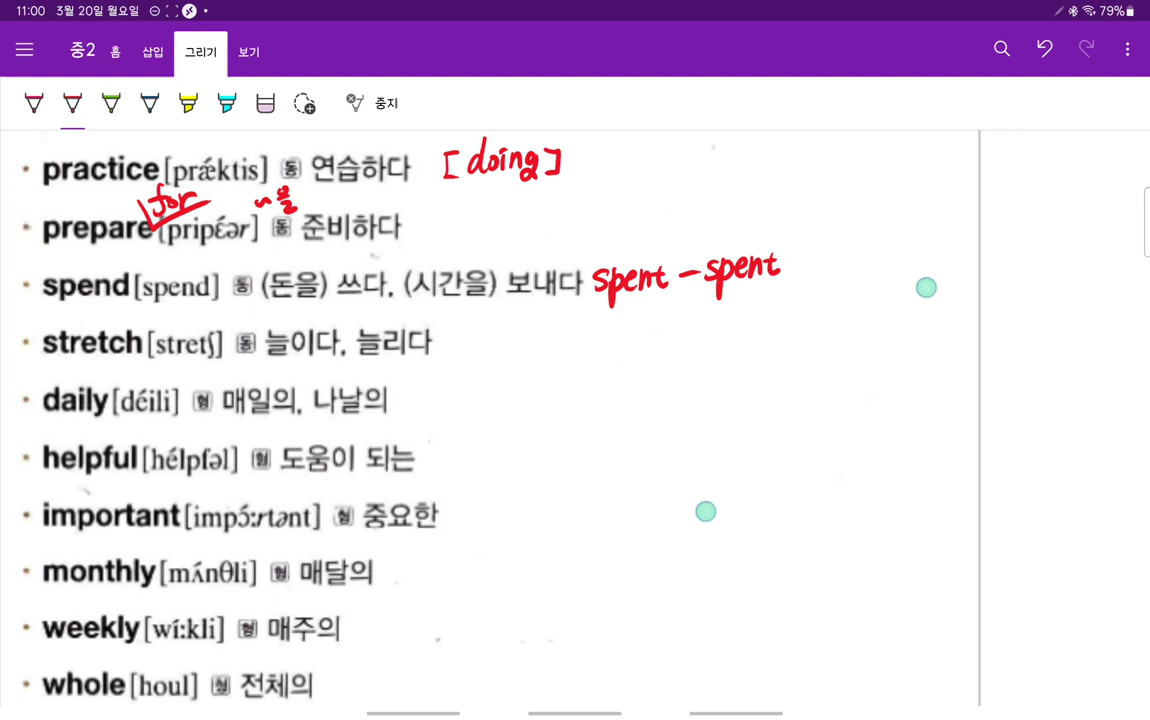 11:00 3월 20일 월요일 79%
중2 홈 삽입 그리기 보기
중지
practice[prǽktis] 동 연습하다 [doing]
for ~을
prepare[pripɛ́ər] 동 준비하다
spend[spend] 동 (돈을) 쓰다, (시간을) 보내다 spent - spent
stretch[stretʃ] 동 늘이다, 늘리다
daily[déili] 형 매일의, 나날의
helpful[hélpfəl] 형 도움이 되는
important[impɔ́ːrtənt] 형 중요한
monthly[mʌ́nθli] 형 매달의
weekly[wíːkli] 형 매주의
whole[houl] 형 전체의